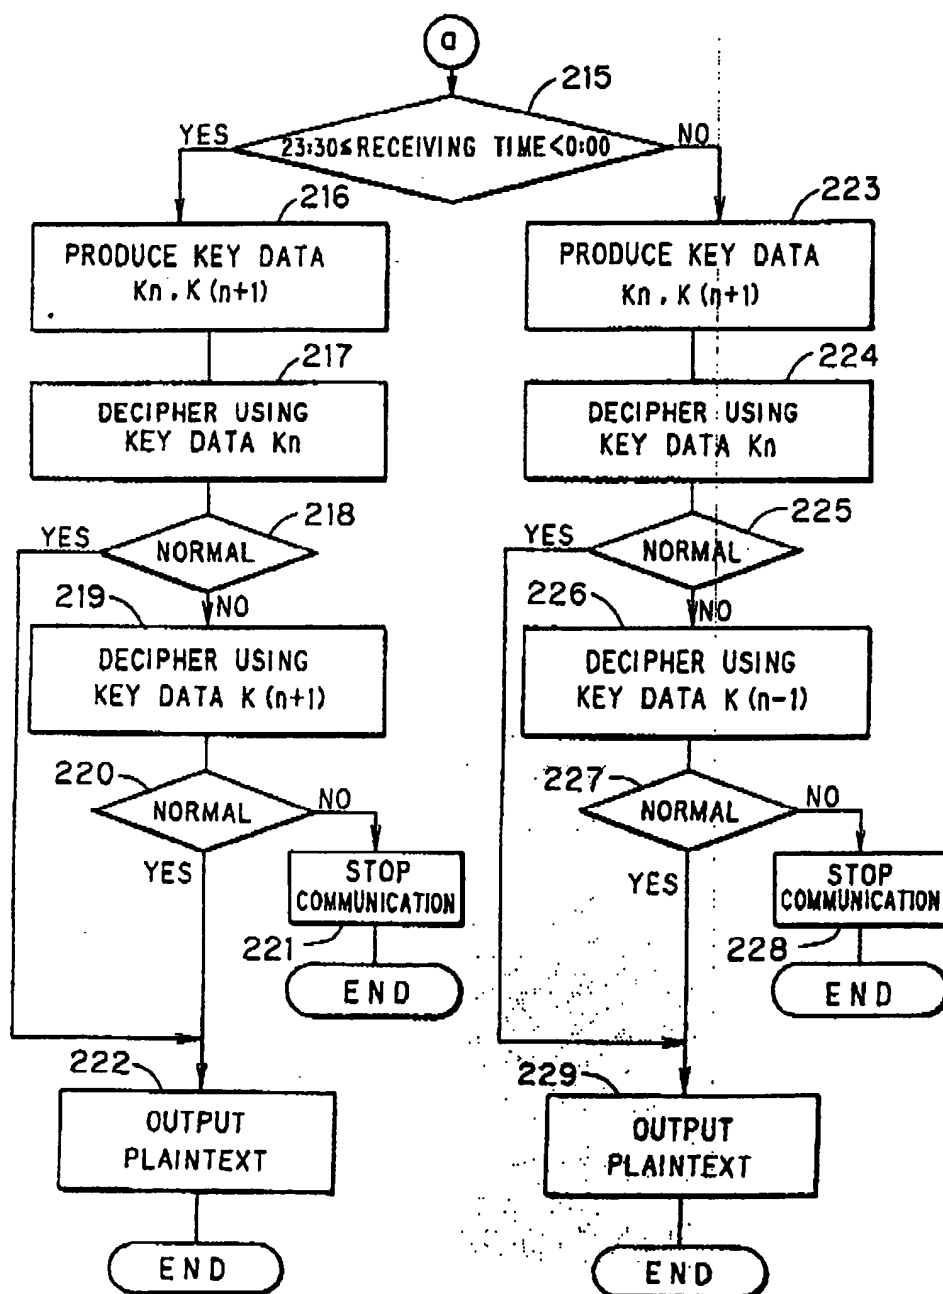 a
215
YES
23:30≤RECEIVING TIME<0:00
NO
216
PRODUCE KEY DATA
Kn, K(n+1)
217
DECIPHER USING
KEY DATA Kn
218
YES
NORMAL
NO
219
DECIPHER USING
KEY DATA K(n+1)
220
NORMAL
NO
YES
STOP
COMMUNICATION
221
END
222
OUTPUT
PLAINTEXT
END
223
PRODUCE KEY DATA
Kn, K(n+1)
224
DECIPHER USING
KEY DATA Kn
225
YES
NORMAL
NO
226
DECIPHER USING
KEY DATA K(n-1)
227
NORMAL
NO
YES
STOP
COMMUNICATION
228
END
229
OUTPUT
PLAINTEXT
END